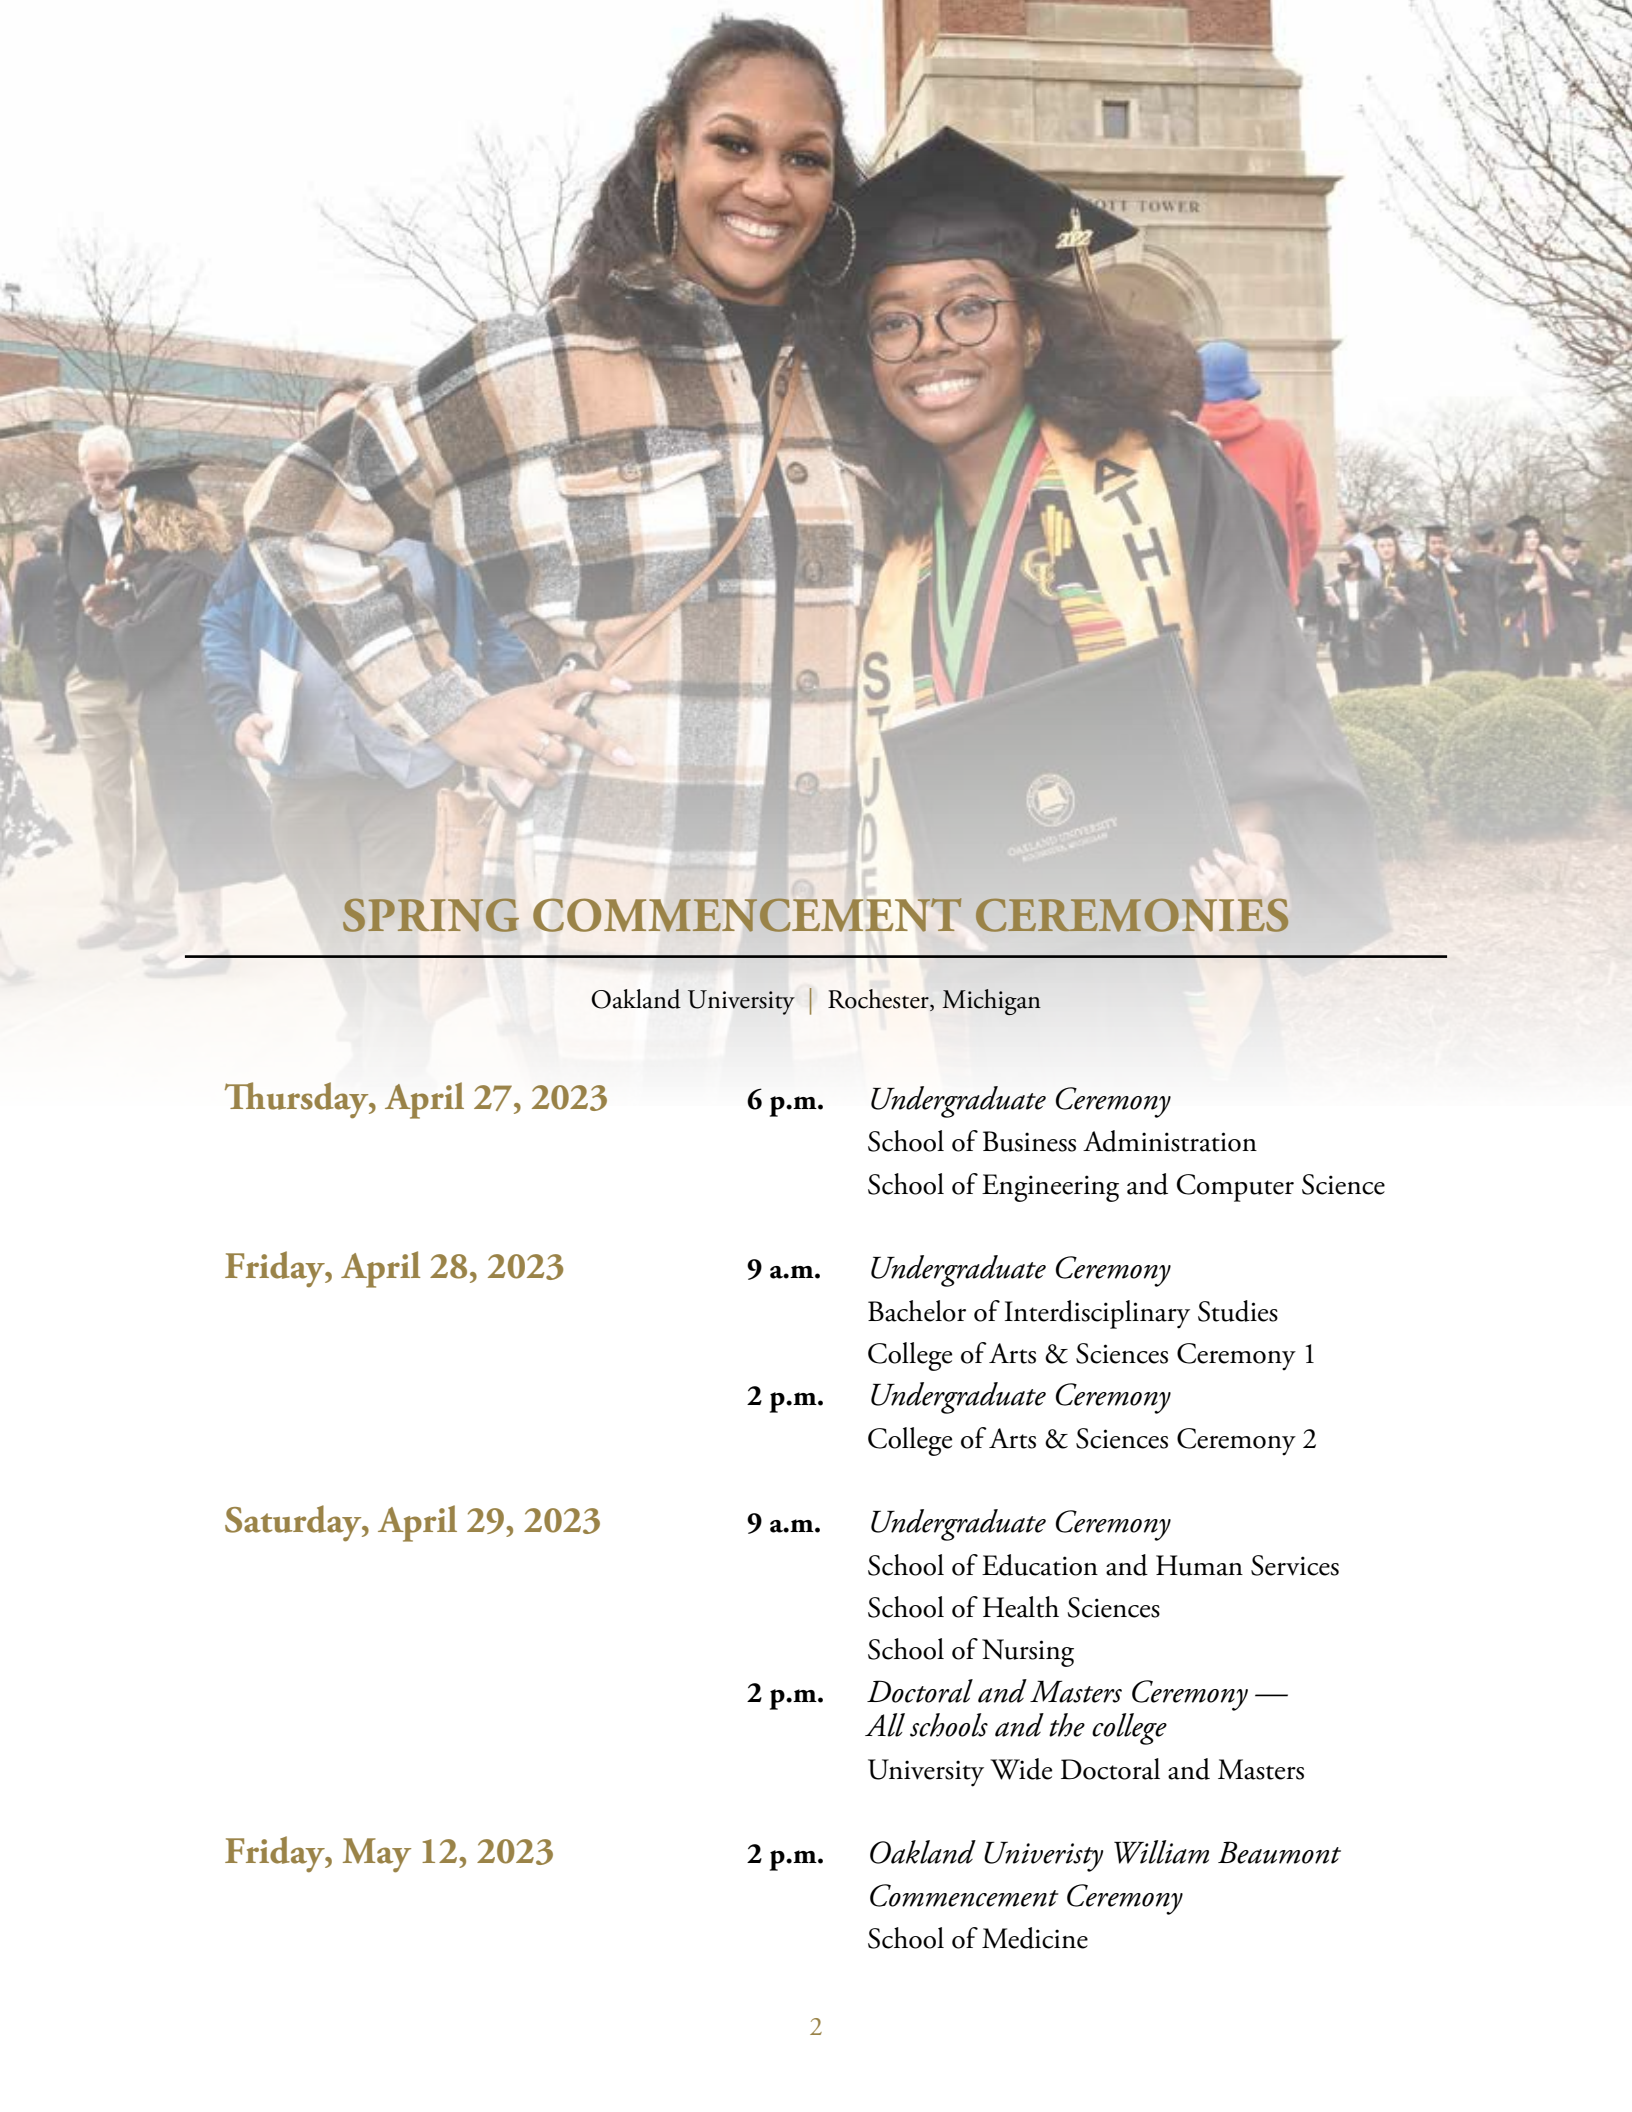 OTT TOWER
2022
ATHL
STUDENT
OAKLAND UNIVERSITY
ROCHESTER, MICHIGAN
SPRING COMMENCEMENT CEREMONIES
Oakland University | Rochester, Michigan
Thursday, April 27, 2023 6 p.m. Undergraduate Ceremony
School of Business Administration
School of Engineering and Computer Science
Friday, April 28, 2023 9 a.m. Undergraduate Ceremony
Bachelor of Interdisciplinary Studies
College of Arts & Sciences Ceremony 1
2 p.m. Undergraduate Ceremony
College of Arts & Sciences Ceremony 2
Saturday, April 29, 2023 9 a.m. Undergraduate Ceremony
School of Education and Human Services
School of Health Sciences
School of Nursing
2 p.m. Doctoral and Masters Ceremony —
All schools and the college
University Wide Doctoral and Masters
Friday, May 12, 2023 2 p.m. Oakland Univeristy William Beaumont
Commencement Ceremony
School of Medicine
2